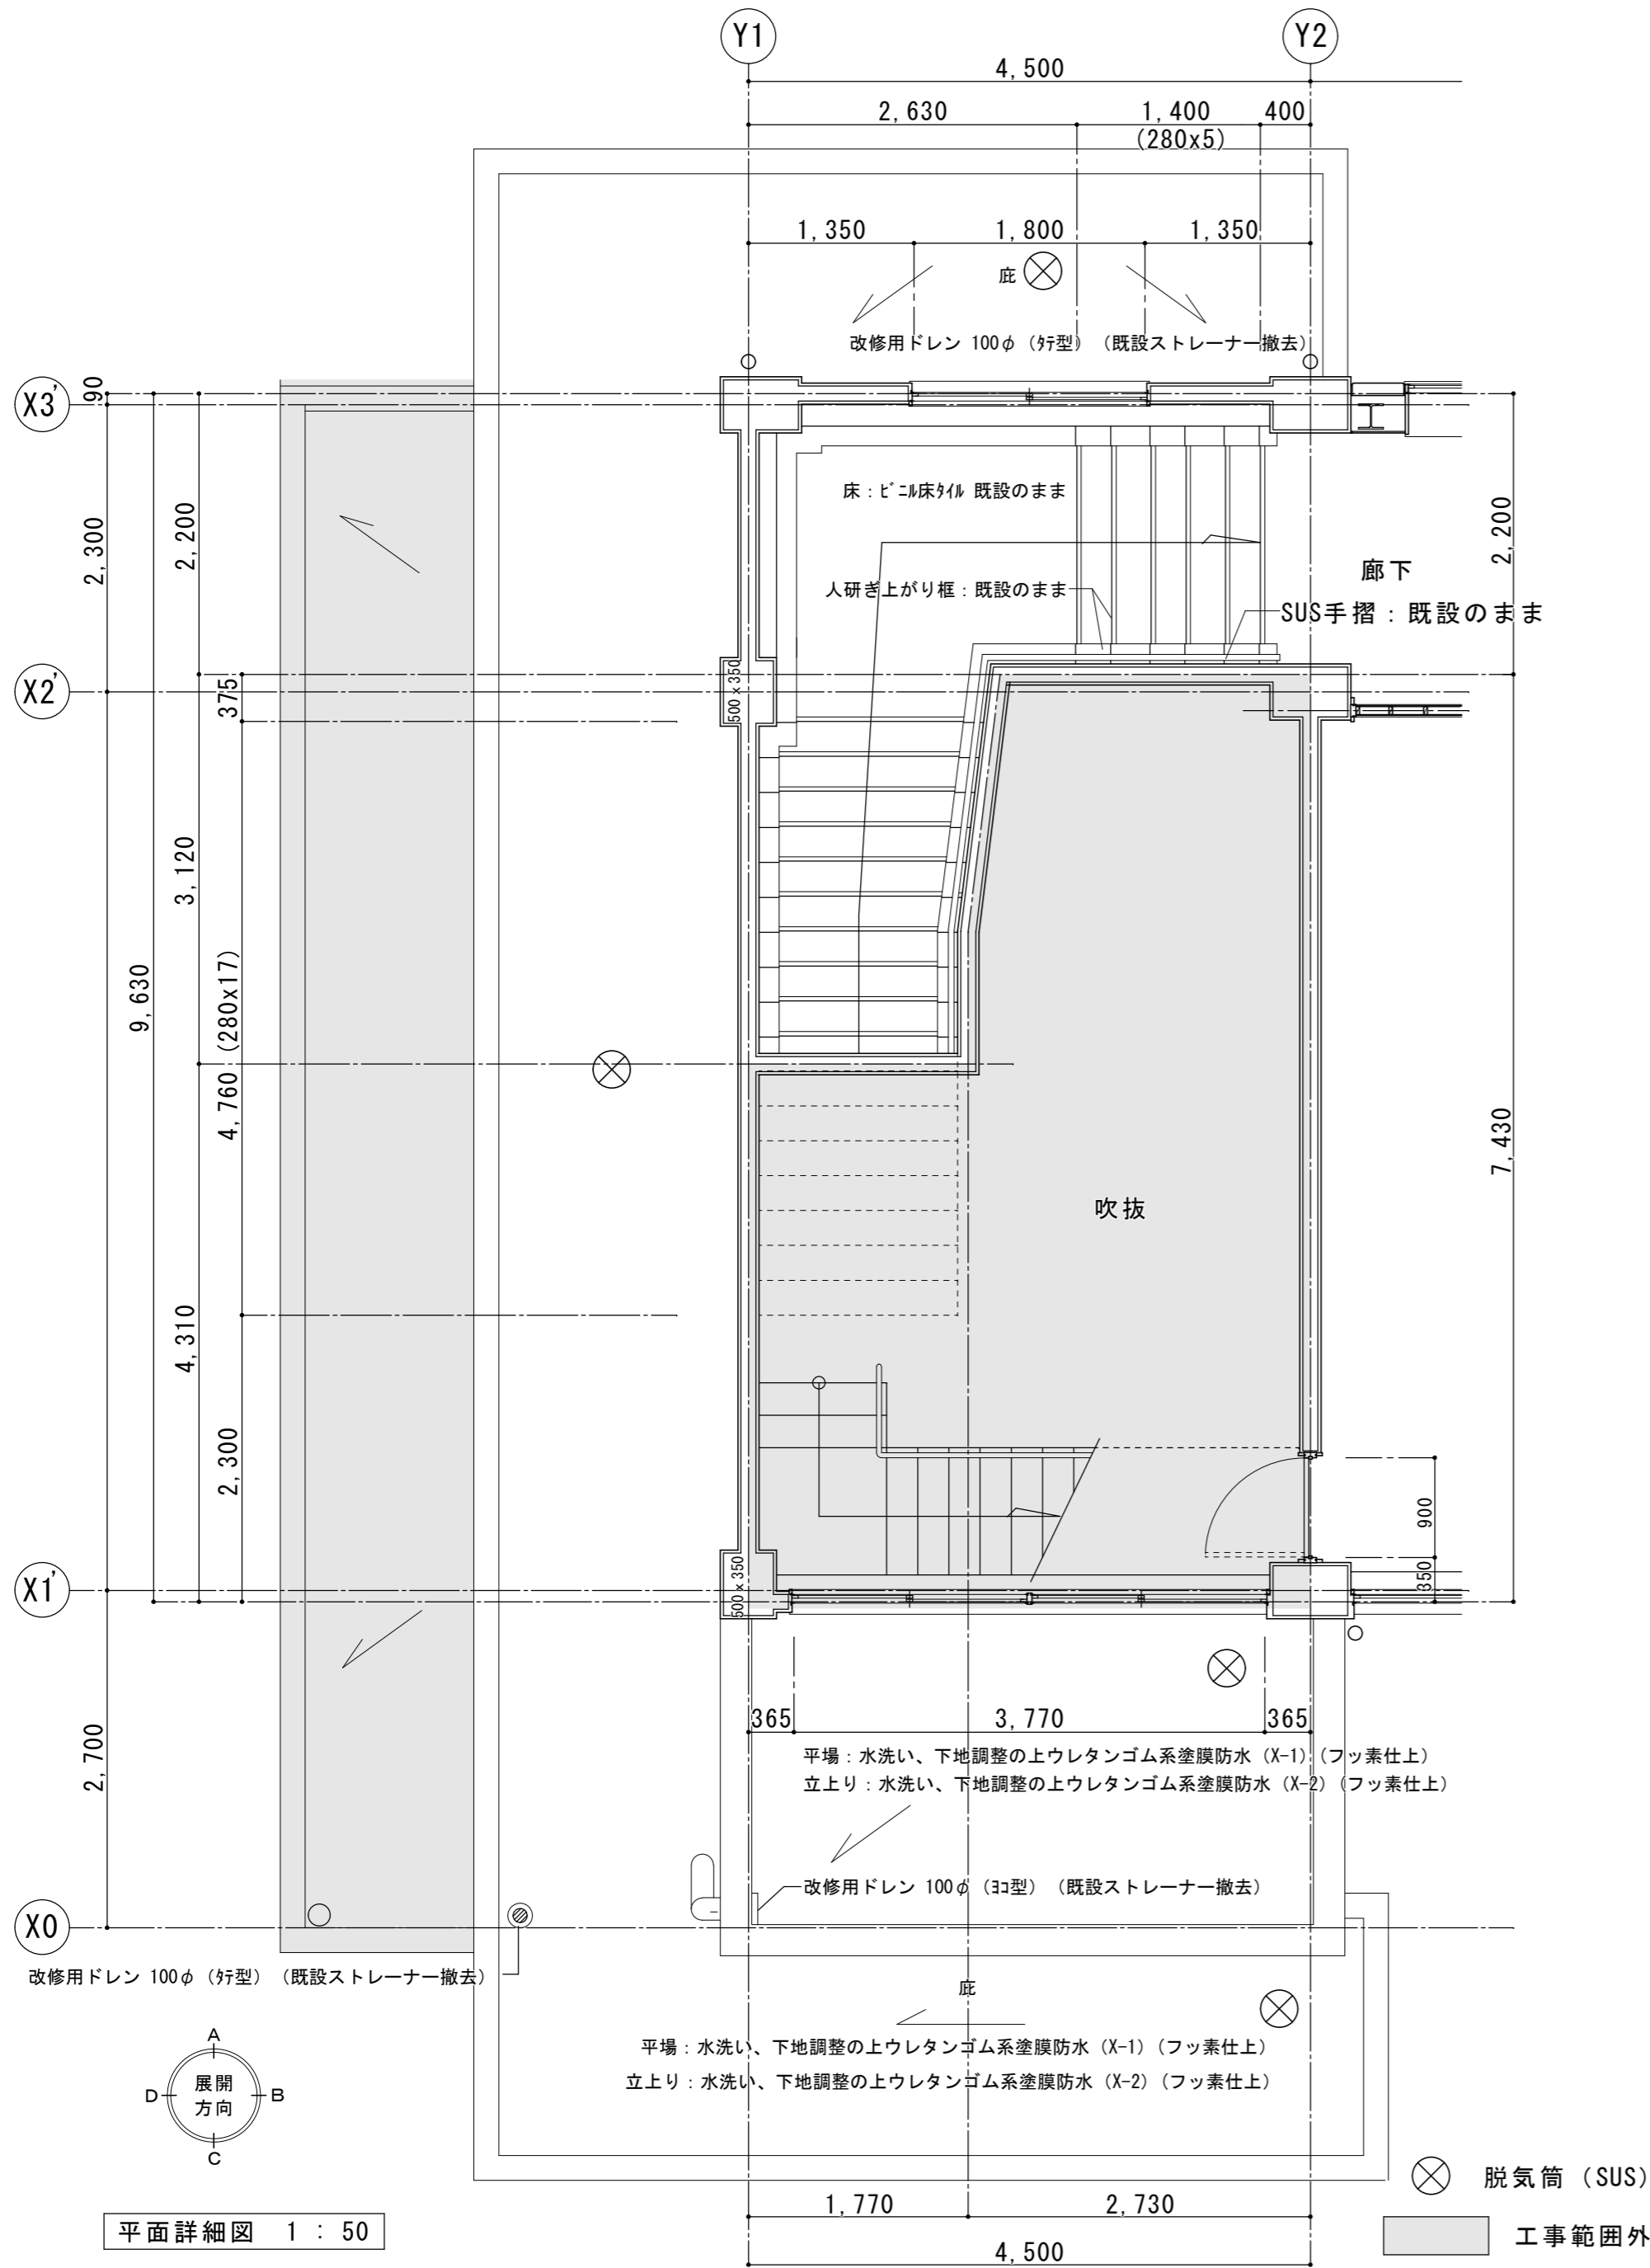 Y1
Y2
4,500
2,630
1,400
400
(280x5)
1,350
1,800
1,350
庇
改修用ドレン 100φ（ﾀﾃ型）（既設ストレーナー撤去）
X3'
90
2,300
2,200
床：ﾋﾞﾆﾙ床ﾀｲﾙ 既設のまま
2,200
廊下
人研ぎ上がり框：既設のまま
SUS手摺：既設のまま
X2'
375
500×350
3,120
9,630
4,760 (280x17)
7,430
吹抜
4,310
2,300
900
350
X1'
500×350
365
3,770
365
2,700
平場：水洗い、下地調整の上ウレタンゴム系塗膜防水（X-1）（フッ素仕上）
立上り：水洗い、下地調整の上ウレタンゴム系塗膜防水（X-2）（フッ素仕上）
改修用ドレン 100φ（ﾖｺ型）（既設ストレーナー撤去）
X0
改修用ドレン 100φ（ﾀﾃ型）（既設ストレーナー撤去）
庇
平場：水洗い、下地調整の上ウレタンゴム系塗膜防水（X-1）（フッ素仕上）
立上り：水洗い、下地調整の上ウレタンゴム系塗膜防水（X-2）（フッ素仕上）
A
D
展開
方向
B
C
脱気筒（SUS）
1,770
2,730
平面詳細図 1：50
工事範囲外
4,500